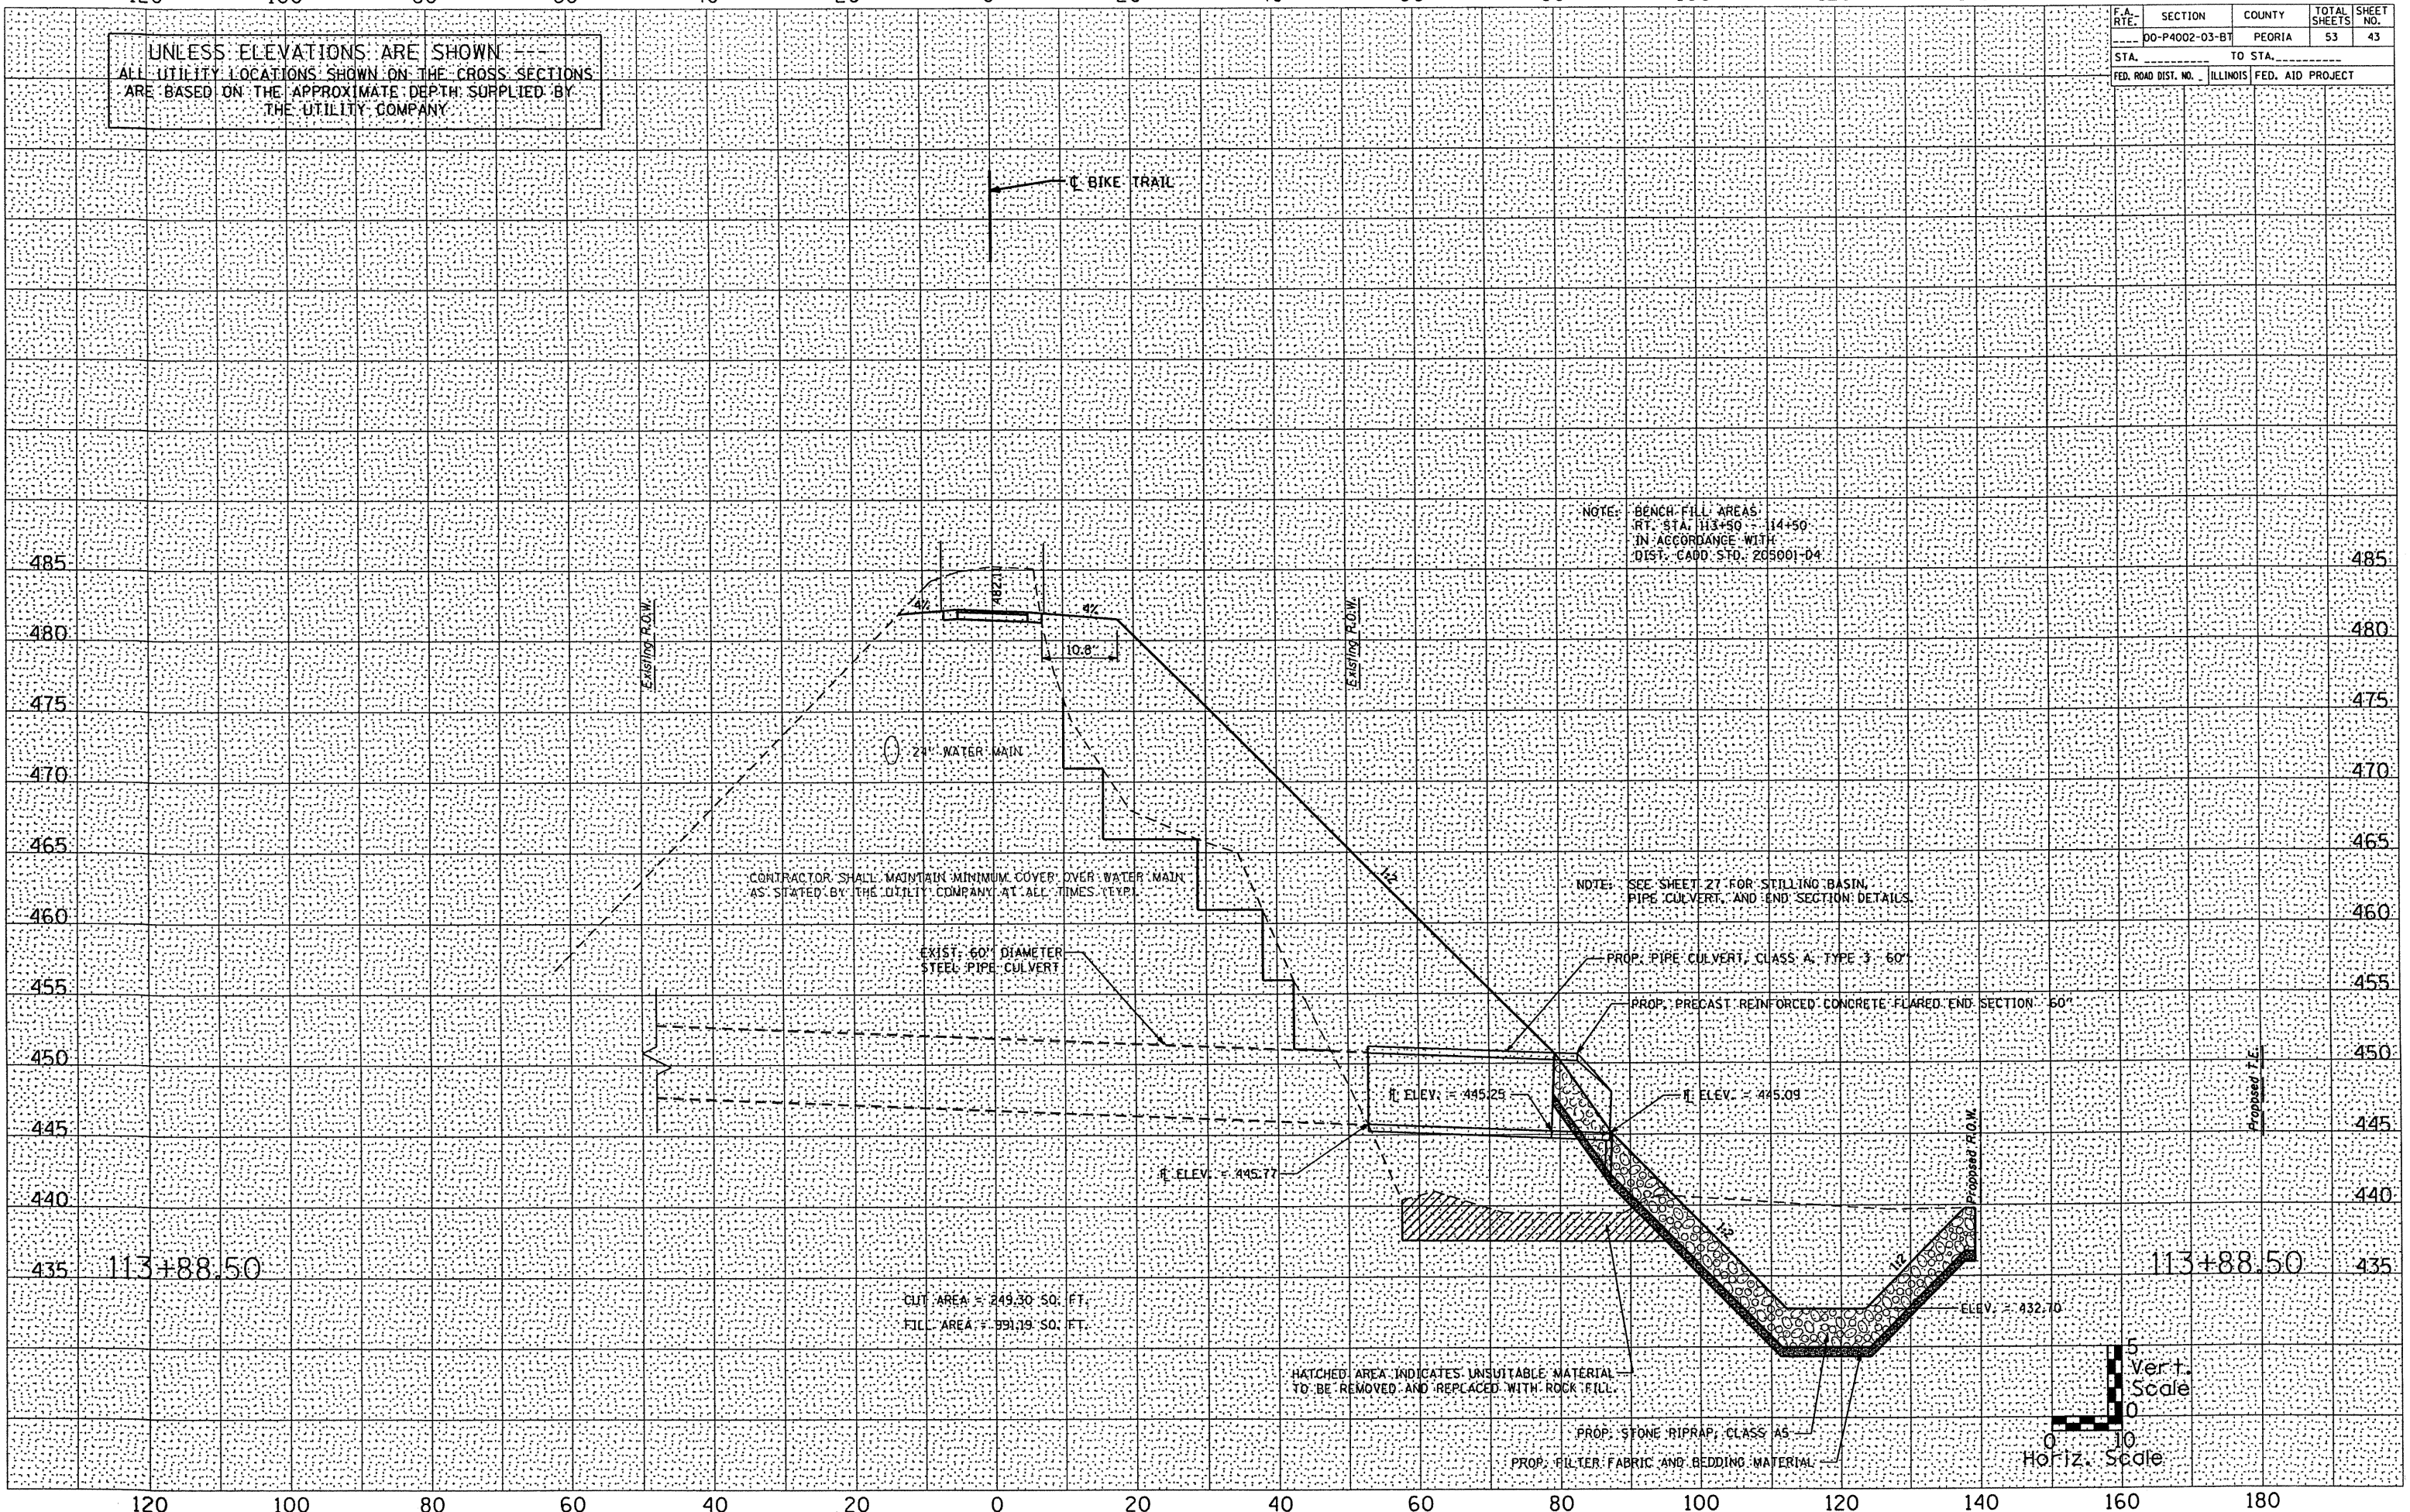 F.A. RTE. SECTION COUNTY TOTAL SHEETS SHEET NO.
---- 00-P4002-03-BT PEORIA 53 43
STA. __________ TO STA.__________
FED. ROAD DIST. NO. _ ILLINOIS FED. AID PROJECT
UNLESS ELEVATIONS ARE SHOWN ---
ALL UTILITY LOCATIONS SHOWN ON THE CROSS SECTIONS
ARE BASED ON THE APPROXIMATE DEPTH SUPPLIED BY
THE UTILITY COMPANY
℄ BIKE TRAIL
NOTE: BENCH FILL AREAS
RT. STA. 113+50 - 114+50
IN ACCORDANCE WITH
DIST. CADD STD. 205001-D4
485 485
482.11
4% 4%
Existing R.O.W. Existing R.O.W.
480 480
10.8'
475 475
24" WATER MAIN
470 470
465 465
1:2
CONTRACTOR SHALL MAINTAIN MINIMUM COVER OVER WATER MAIN
AS STATED BY THE UTILITY COMPANY AT ALL TIMES (TYP).
NOTE: SEE SHEET 27 FOR STILLING BASIN,
PIPE CULVERT, AND END SECTION DETAILS.
460 460
EXIST. 60" DIAMETER
STEEL PIPE CULVERT
PROP. PIPE CULVERT, CLASS A, TYPE 3 60"
455 455
PROP. PRECAST REINFORCED CONCRETE FLARED END SECTION 60"
450 450
Proposed T.E.
℄ ELEV. = 445.25
℄ ELEV. = 445.09
445 445
Proposed R.O.W.
℄ ELEV. = 445.77
440 440
1:2 1:2
113+88.50 113+88.50
435 435
CUT AREA = 249.30 SQ. FT.
FILL AREA = 991.19 SQ. FT.
ELEV. = 432.70
HATCHED AREA INDICATES UNSUITABLE MATERIAL
TO BE REMOVED AND REPLACED WITH ROCK FILL.
PROP. STONE RIPRAP, CLASS A5
PROP. FILTER FABRIC AND BEDDING MATERIAL
5
Vert.
Scale
0
0 10
Horiz. Scale
120 100 80 60 40 20 0 20 40 60 80 100 120 140 160 180